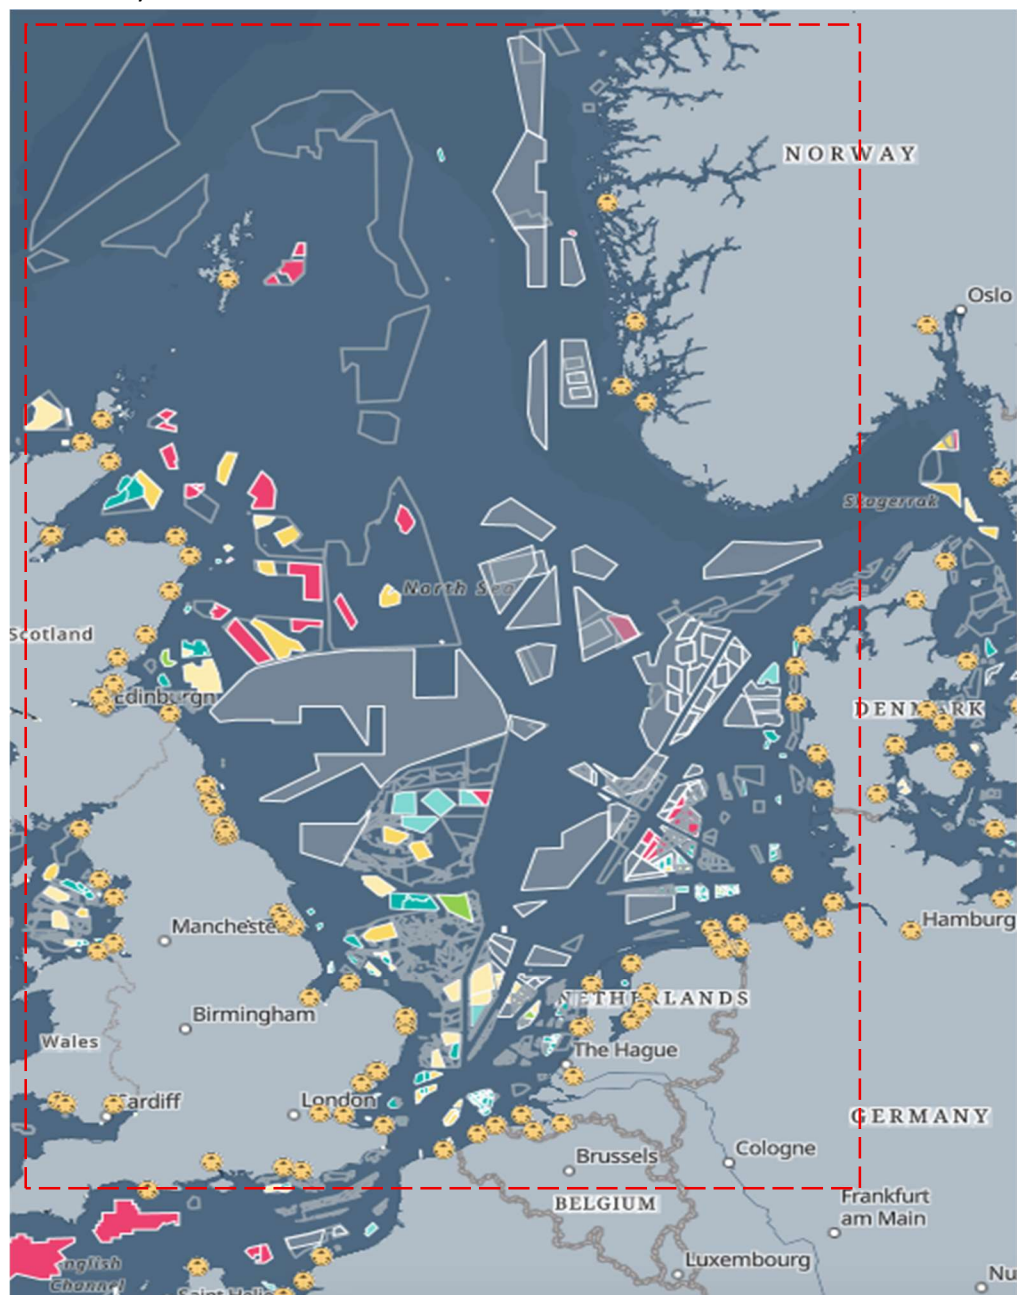 NORWAY
Oslo
Skagerrak
North Sea
Scotland
Edinburgh
DENMARK
Manchester
Hamburg
Birmingham
NETHERLANDS
Wales
The Hague
Cardiff
London
GERMANY
Cologne
Brussels
BELGIUM
Frankfurt
am Main
English
Channel
Luxembourg
Nu